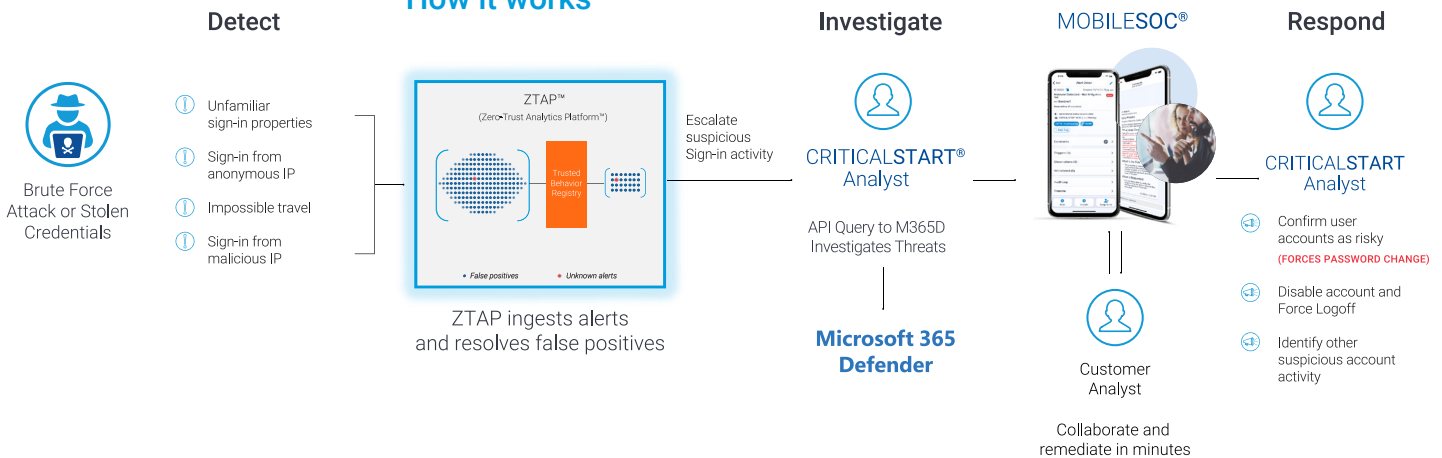 How it works
Detect
Brute Force
Attack or Stolen
Credentials
Unfamiliar
sign-in properties
Sign-in from
anonymous IP
Impossible travel
Sign-in from
malicious IP
ZTAP™
(Zero-Trust Analytics Platform™)
Trusted
Behavior
Registry
False positives
Unknown alerts
ZTAP ingests alerts
and resolves false positives
Escalate
suspicious
Sign-in activity
Investigate
CRITICALSTART®
Analyst
API Query to M365D
Investigates Threats
Microsoft 365
Defender
MOBILESOC®
Customer
Analyst
Collaborate and
remediate in minutes
Respond
CRITICALSTART
Analyst
Confirm user
accounts as risky
(FORCES PASSWORD CHANGE)
Disable account and
Force Logoff
Identify other
suspicious account
activity